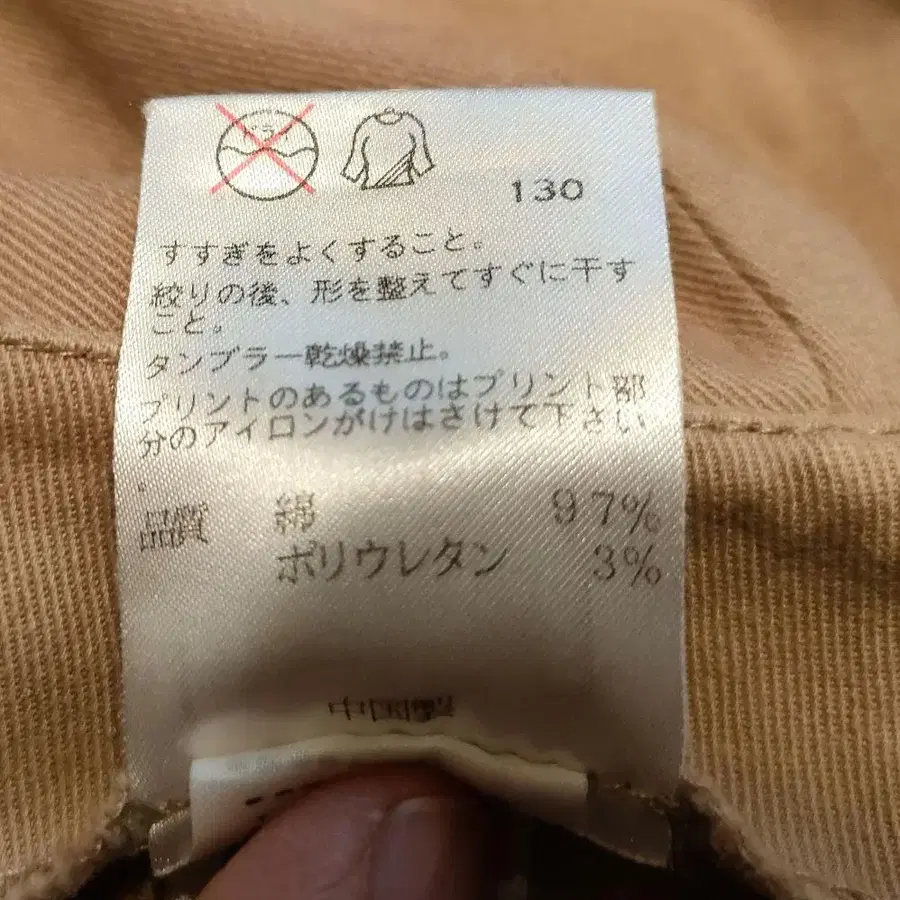 ドライ
130
すすぎをよくすること。
絞りの後、形を整えてすぐに干す
こと。
タンブラー乾燥禁止。
プリントのあるものはプリント部
分のアイロンがけはさけて下さい
。
品質 綿 97%
ポリウレタン 3%
中国製